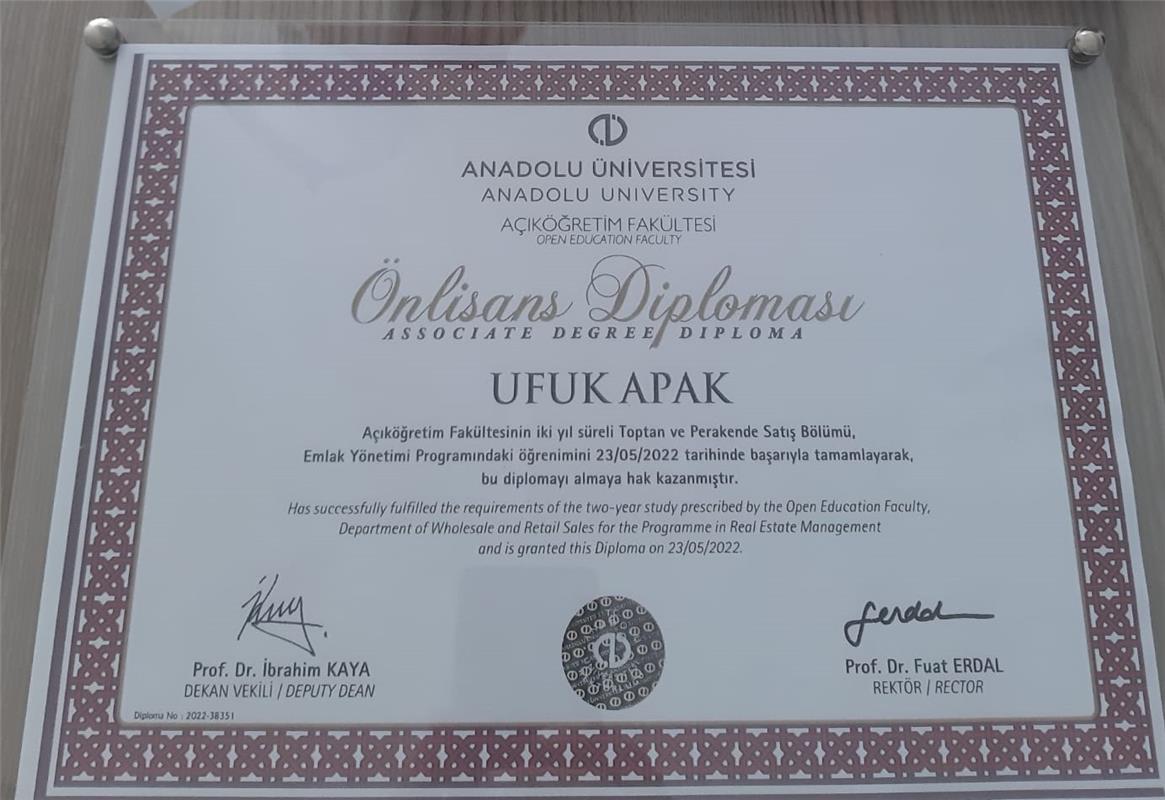 ANADOLU ÜNİVERSİTESİ
ANADOLU UNIVERSITY
AÇIKÖĞRETİM FAKÜLTESİ
OPEN EDUCATION FACULTY
Önlisans Diploması
ASSOCIATE DEGREE DIPLOMA
UFUK APAK
Açıköğretim Fakültesinin iki yıl süreli Toptan ve Perakende Satış Bölümü,
Emlak Yönetimi Programındaki öğrenimini 23/05/2022 tarihinde başarıyla tamamlayarak,
bu diplomayı almaya hak kazanmıştır.
Has successfully fulfilled the requirements of the two-year study prescribed by the Open Education Faculty,
Department of Wholesale and Retail Sales for the Programme in Real Estate Management
and is granted this Diploma on 23/05/2022.
Prof. Dr. İbrahim KAYA
DEKAN VEKİLİ / DEPUTY DEAN
Prof. Dr. Fuat ERDAL
REKTÖR / RECTOR
Diploma No : 2022-38351